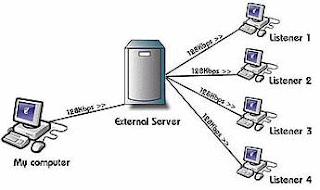 Listener 1
128Kbps >>
Listener 2
128Kbps >>
128Kbps >>
External Server
128Kbps >>
Listener 3
128Kbps >>
My computer
Listener 4